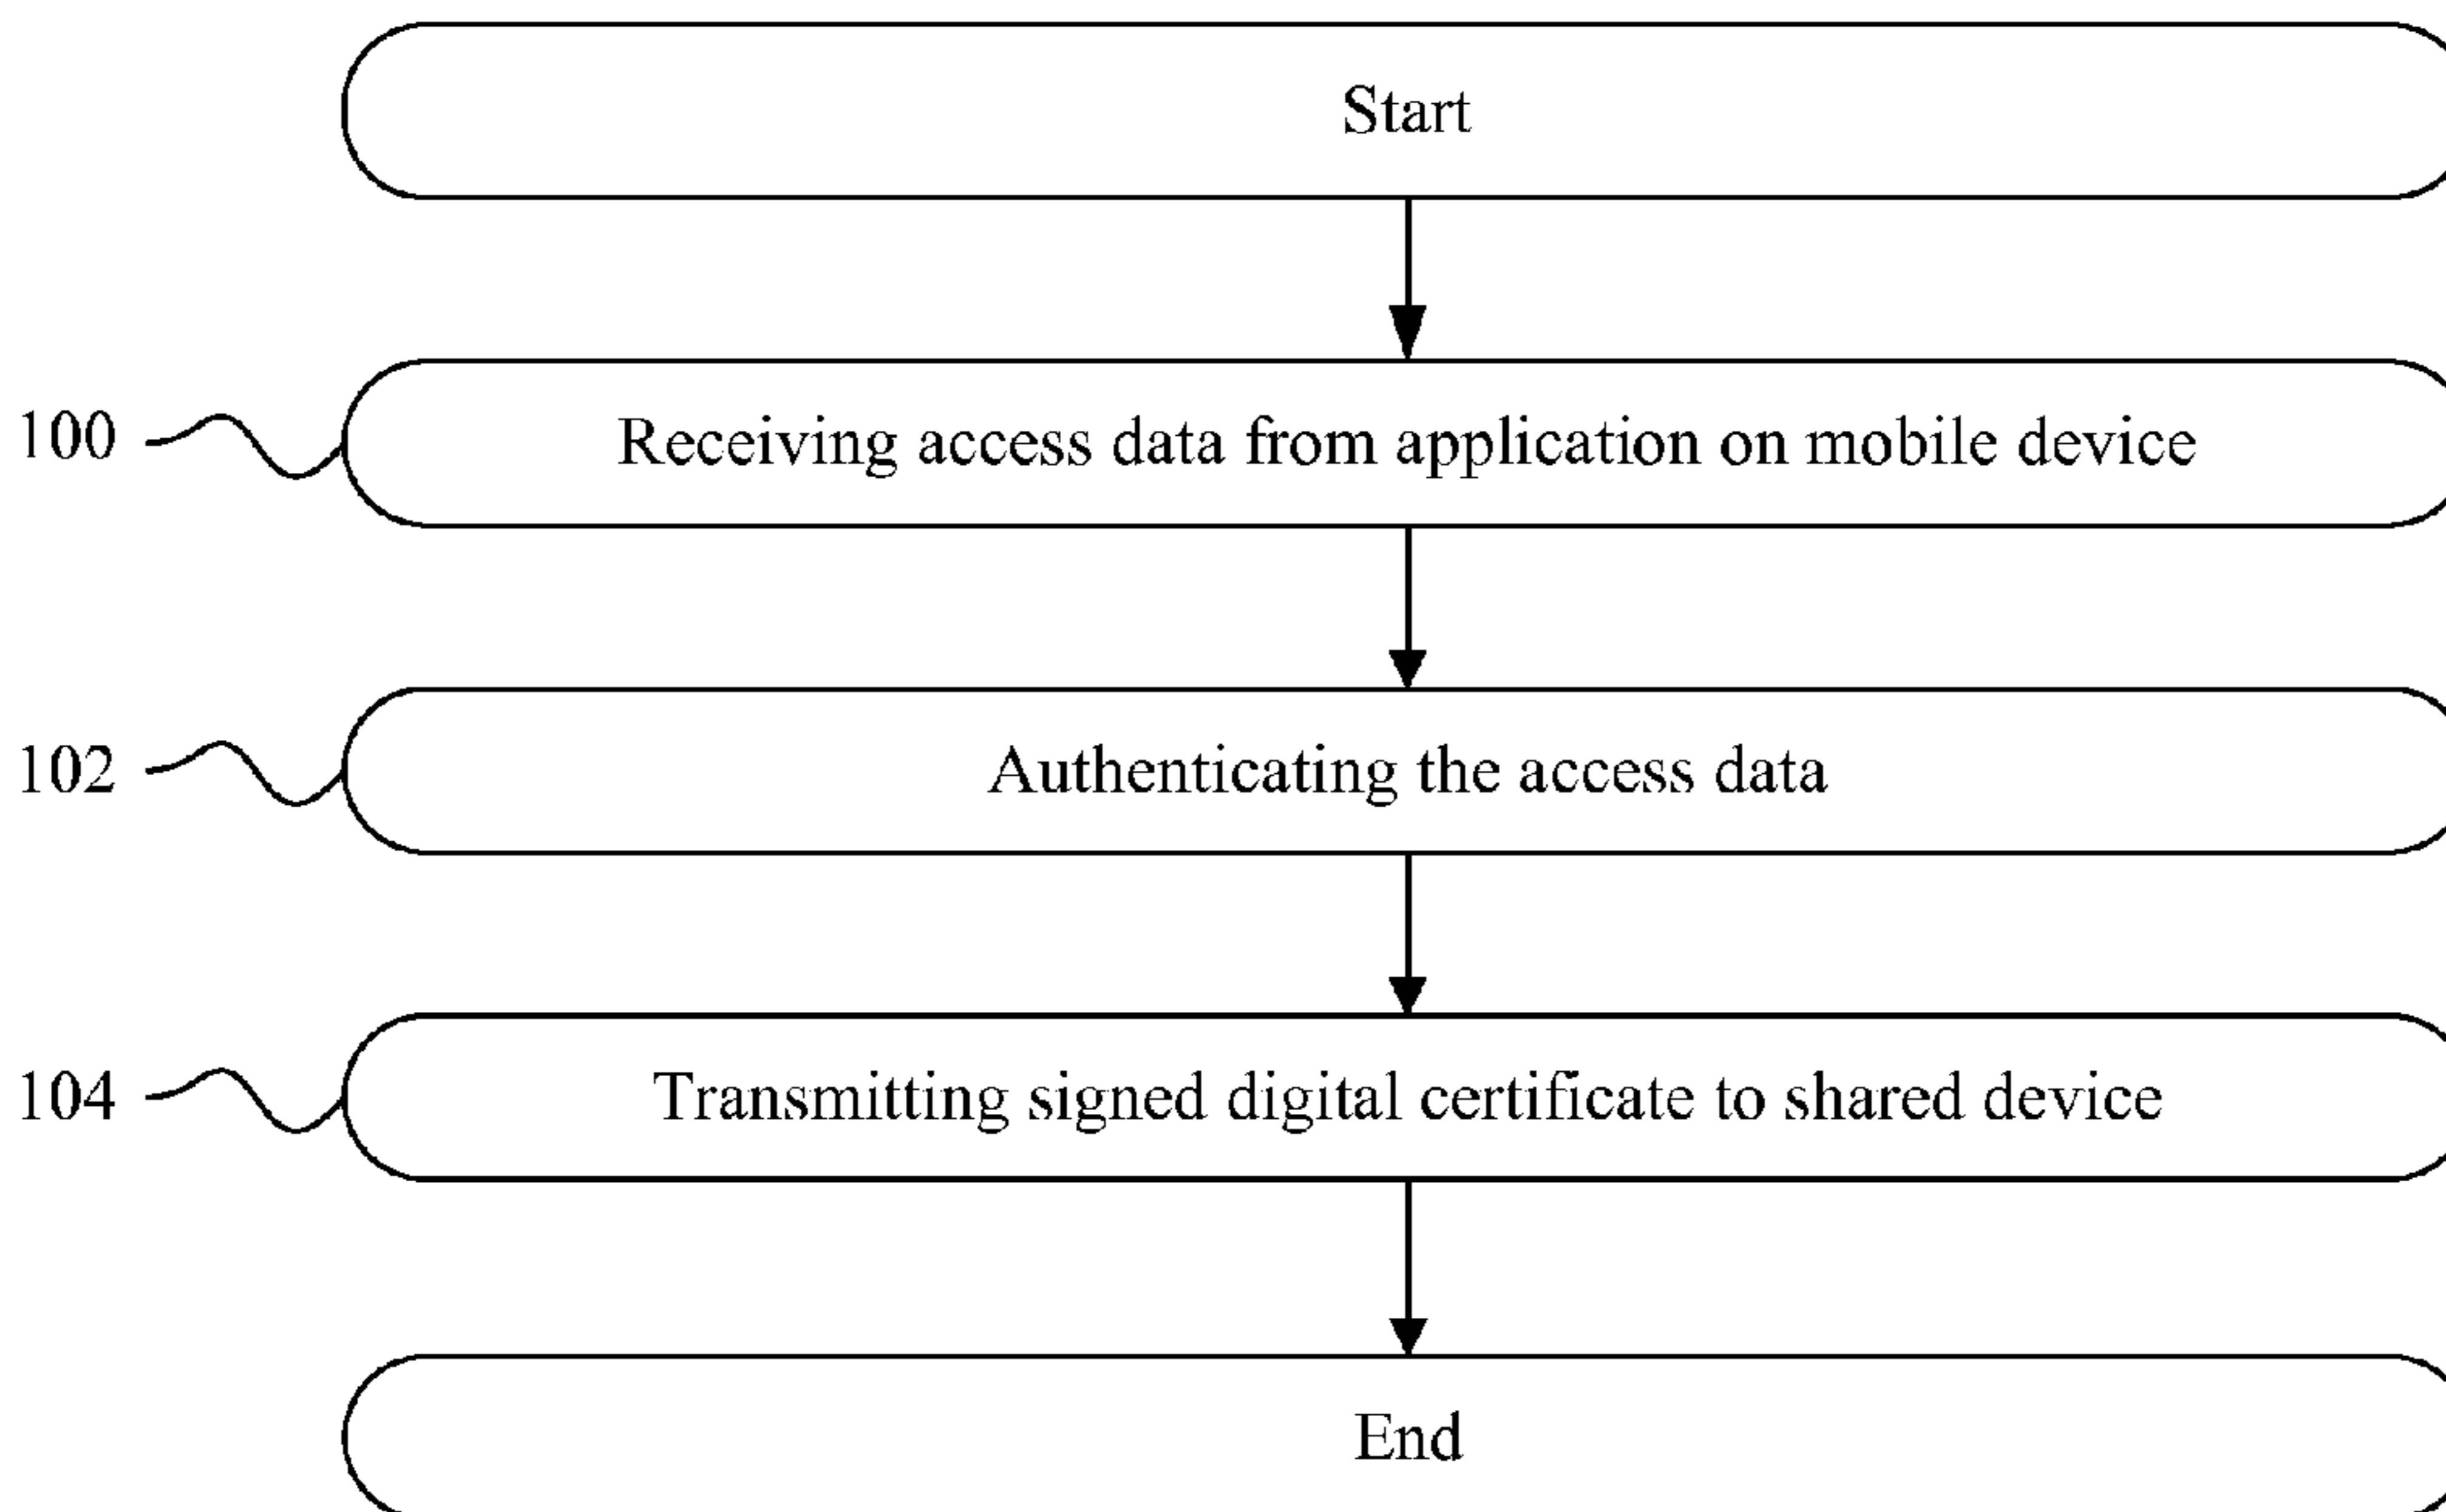 Start
100
Receiving access data from application on mobile device
102
Authenticating the access data
104
Transmitting signed digital certificate to shared device
End